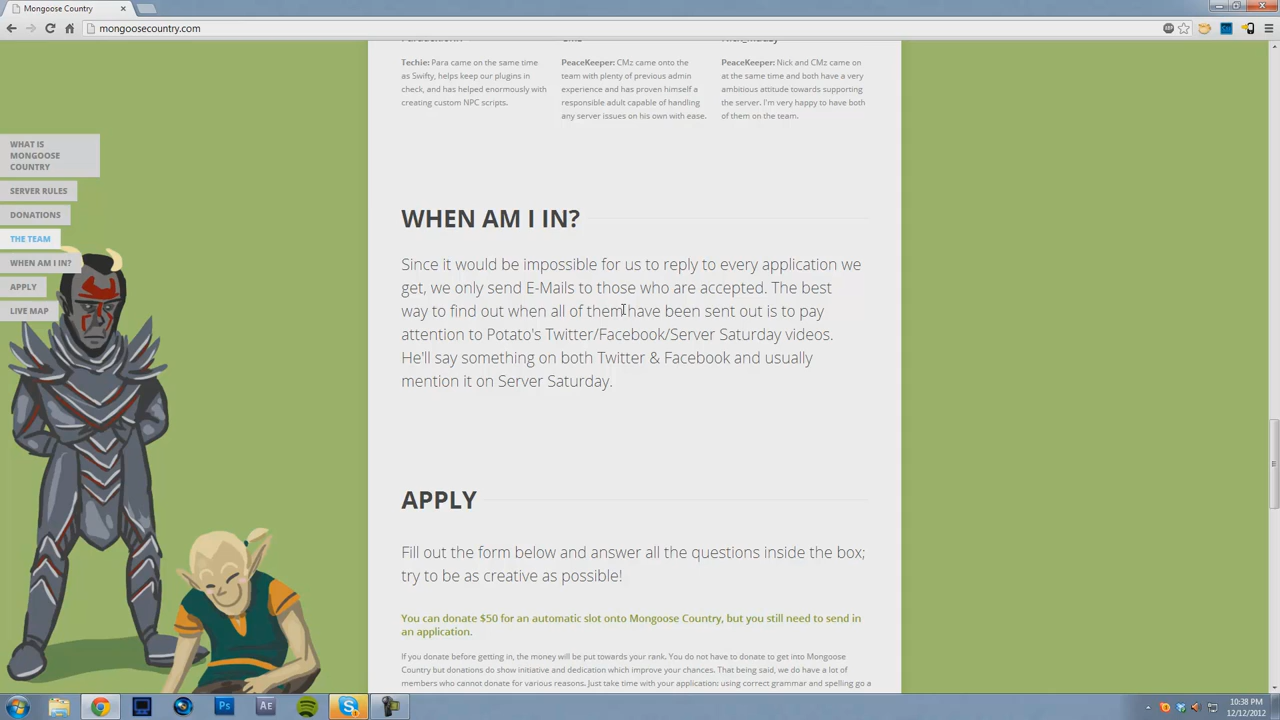 Mongoose Country
mongoosecountry.com
Techie: Para came on the same time
as Swifty, helps keep our plugins in
check, and has helped enormously with
creating custom NPC scripts.
PeaceKeeper: CMz came onto the
team with plenty of previous admin
experience and has proven himself a
responsible adult capable of handling
any server issues on his own with ease.
PeaceKeeper: Nick and CMz came on
at the same time and both have a very
ambitious attitude towards supporting
the server. I'm very happy to have both
of them on the team.
WHAT IS
MONGOOSE
COUNTRY
SERVER RULES
DONATIONS
THE TEAM
WHEN AM I IN?
APPLY
LIVE MAP
WHEN AM I IN?
Since it would be impossible for us to reply to every application we
get, we only send E-Mails to those who are accepted. The best
way to find out when all of them have been sent out is to pay
attention to Potato's Twitter/Facebook/Server Saturday videos.
He'll say something on both Twitter & Facebook and usually
mention it on Server Saturday.
APPLY
Fill out the form below and answer all the questions inside the box;
try to be as creative as possible!
You can donate $50 for an automatic slot onto Mongoose Country, but you still need to send in
an application.
If you donate before getting in, the money will be put towards your rank. You do not have to donate to get into Mongoose
Country but donations do show initiative and dedication which improve your chances. That being said, we do have a lot of
members who cannot donate for various reasons. Just take time with your application: using correct grammar and spelling go a
Ps
Ae
10:38 PM
12/12/2012